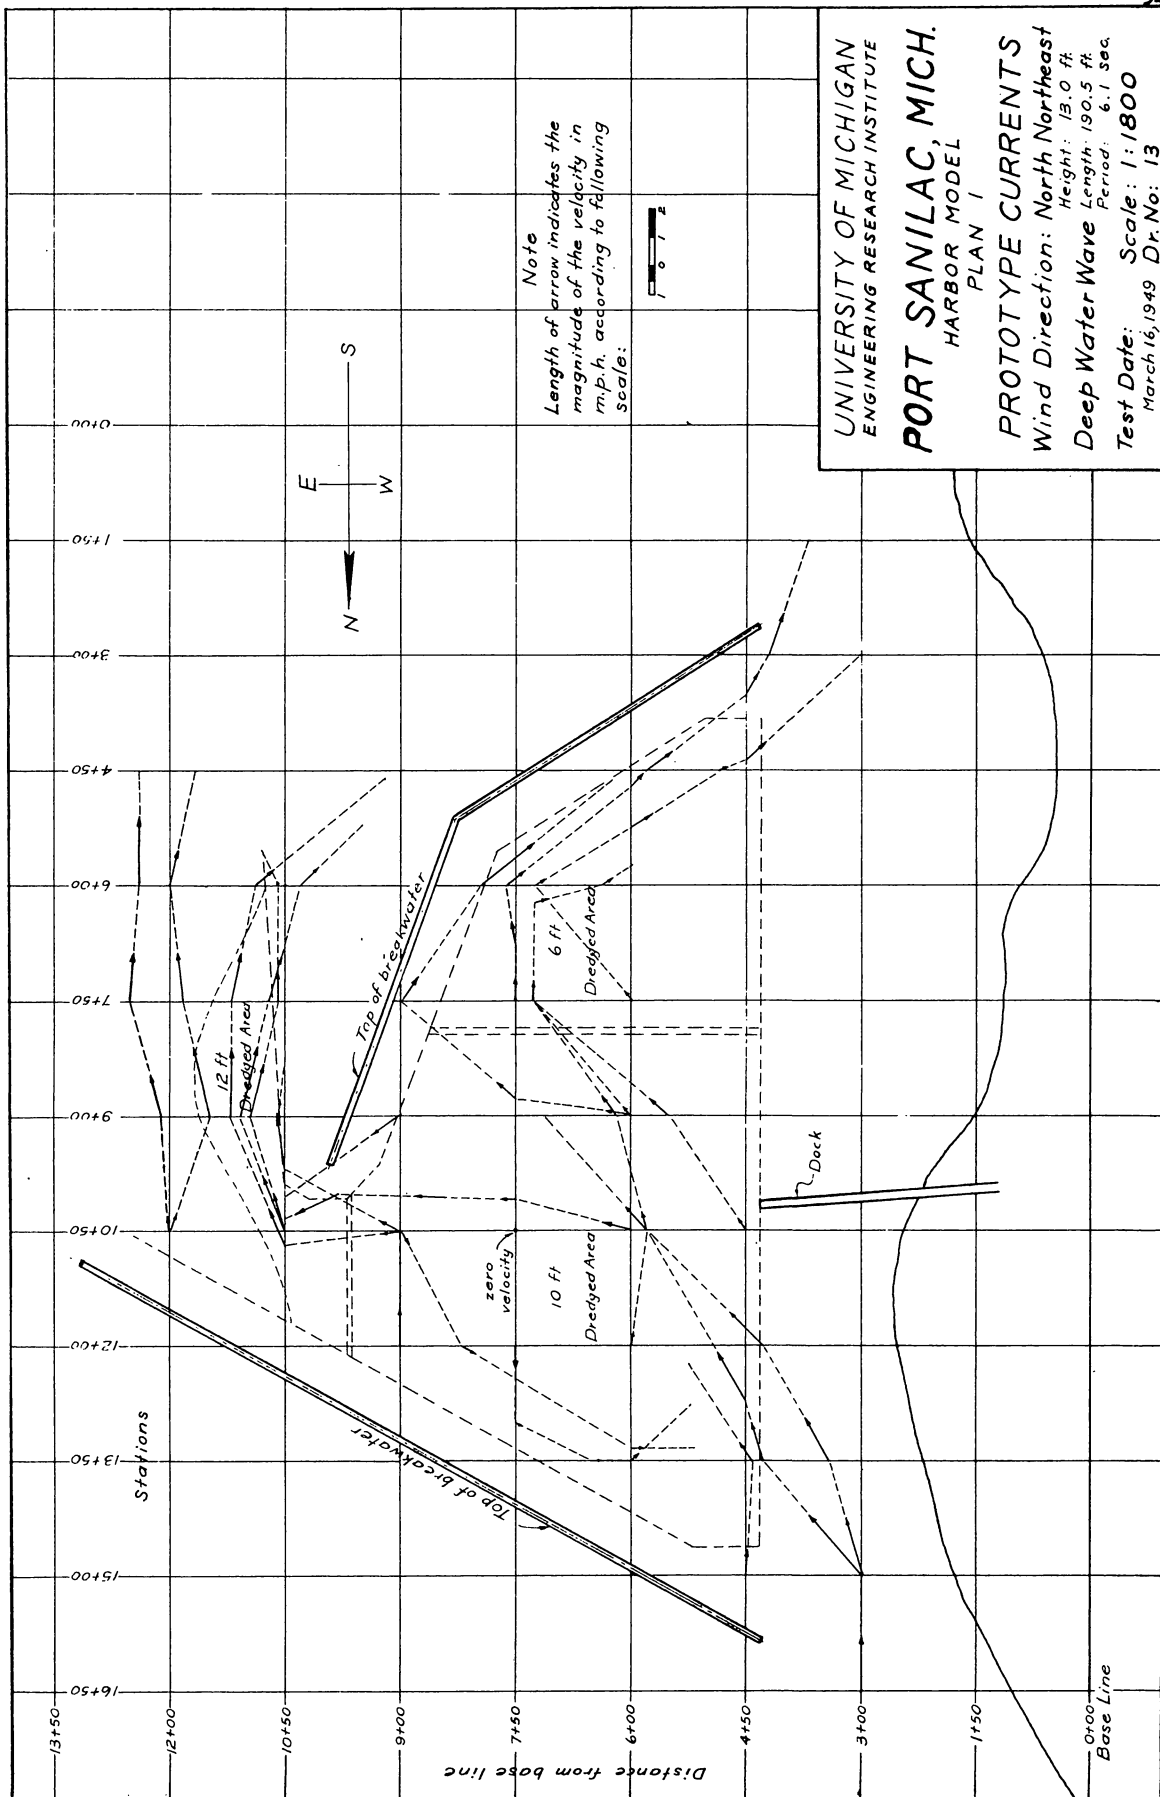 UNIVERSITY OF MICHIGAN
ENGINEERING RESEARCH INSTITUTE
PORT SANILAC, MICH.
HARBOR MODEL
PLAN 1
PROTOTYPE CURRENTS
Wind Direction: North Northeast
Height: 13.0 ft.
Deep Water Wave Length: 190.5 ft.
Period: 6.1 sec.
Test Date: Scale: 1:1800
March 16, 1949 Dr. No: 13
Note
Length of arrow indicates the
magnitude of the velocity in
m.p.h. according to following
scale:
1 0 1 2
N
S
E
W
Stations
16+50
15+00
13+50
12+00
10+50
9+00
7+50
6+00
4+50
3+00
1+50
0+00
Distance from base line
13+50
12+00
10+50
9+00
7+50
6+00
4+50
3+00
1+50
0+00
Base Line
Top of breakwater
Top of breakwater
12 ft
Dredged Area
6 ft
Dredged Area
10 ft
Dredged Area
zero
velocity
Dock